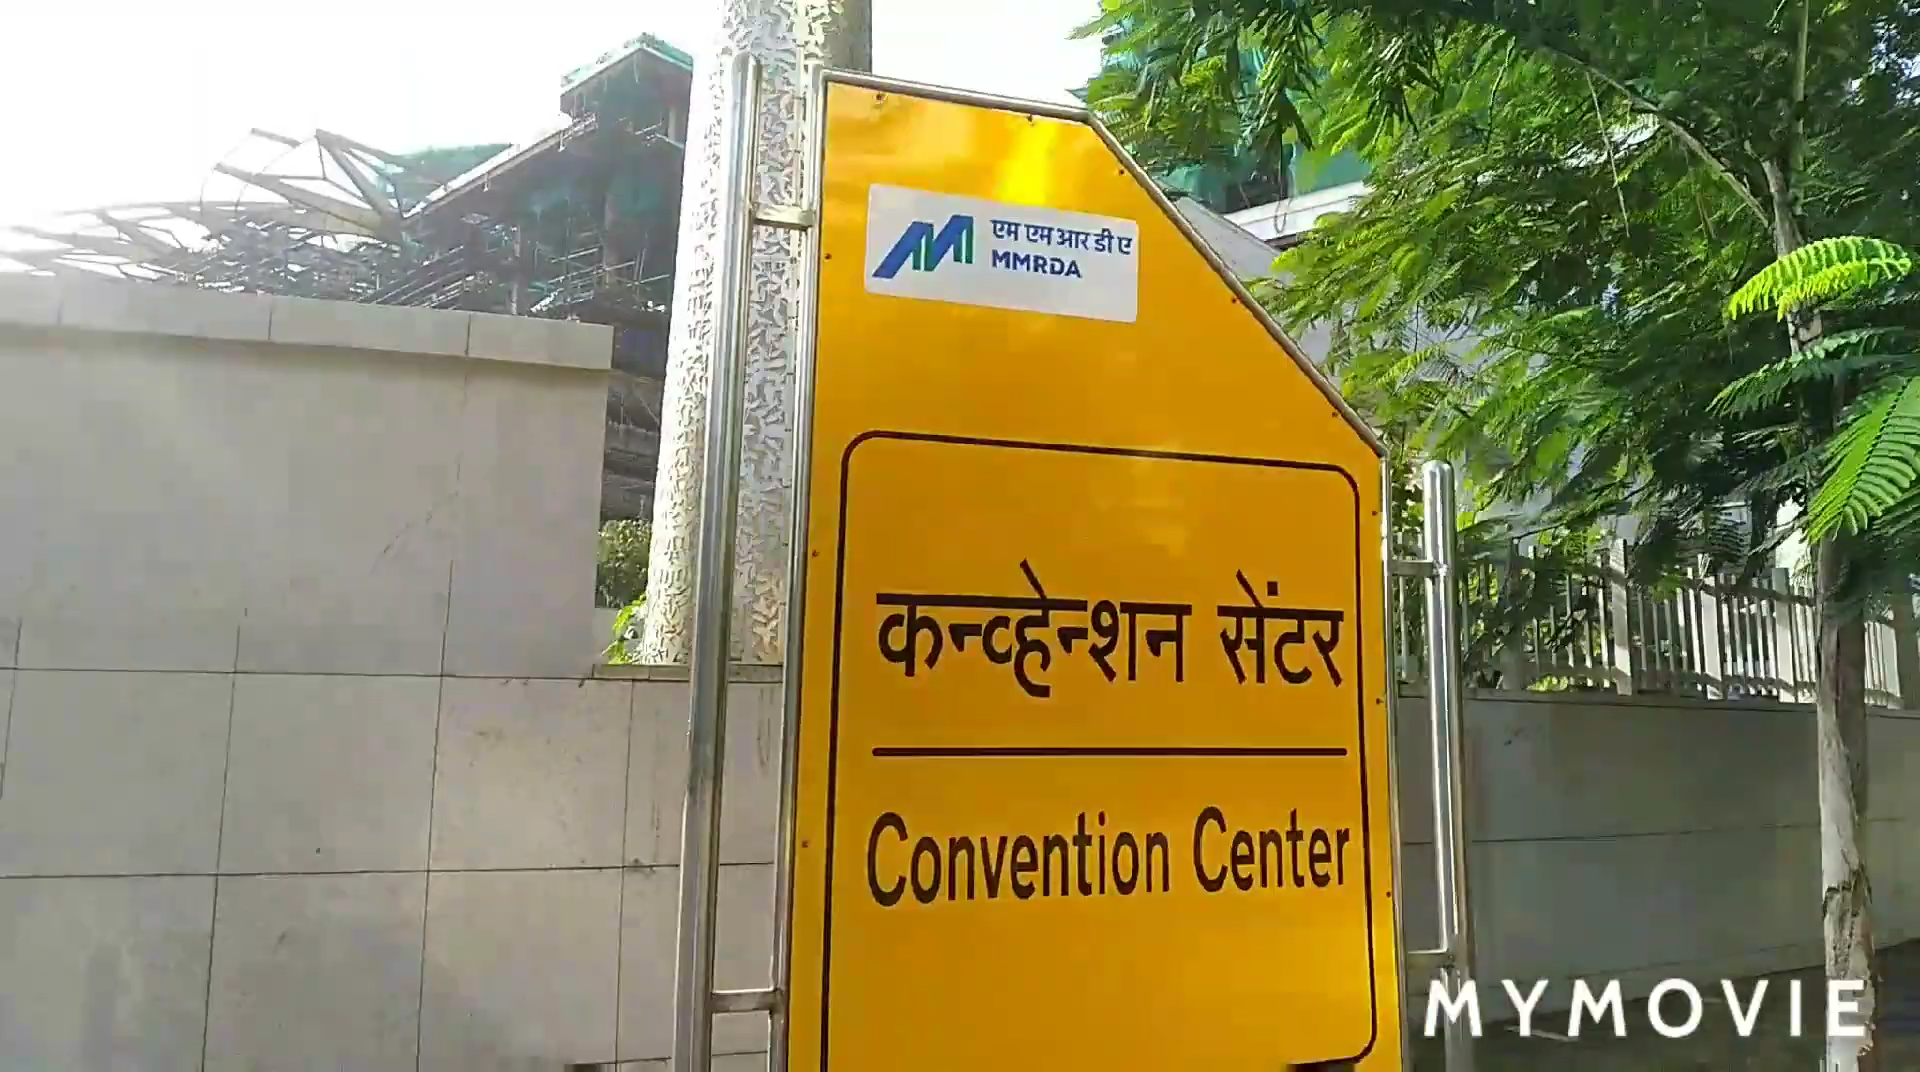 एम एम आर डी ए
MMRDA
कन्व्हेन्शन सेंटर
Convention Center
MYMOVIE